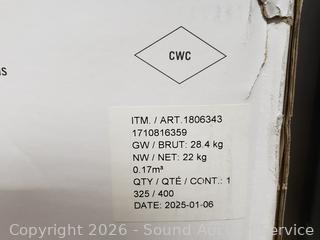 CWC
ITM. / ART.1806343
1710816359
GW / BRUT: 28.4 kg
NW / NET: 22 kg
0.17m³
QTY / QTÉ / CONT.: 1
325 / 400
DATE: 2025-01-06
Copyright 2026 - Sound Auction Service